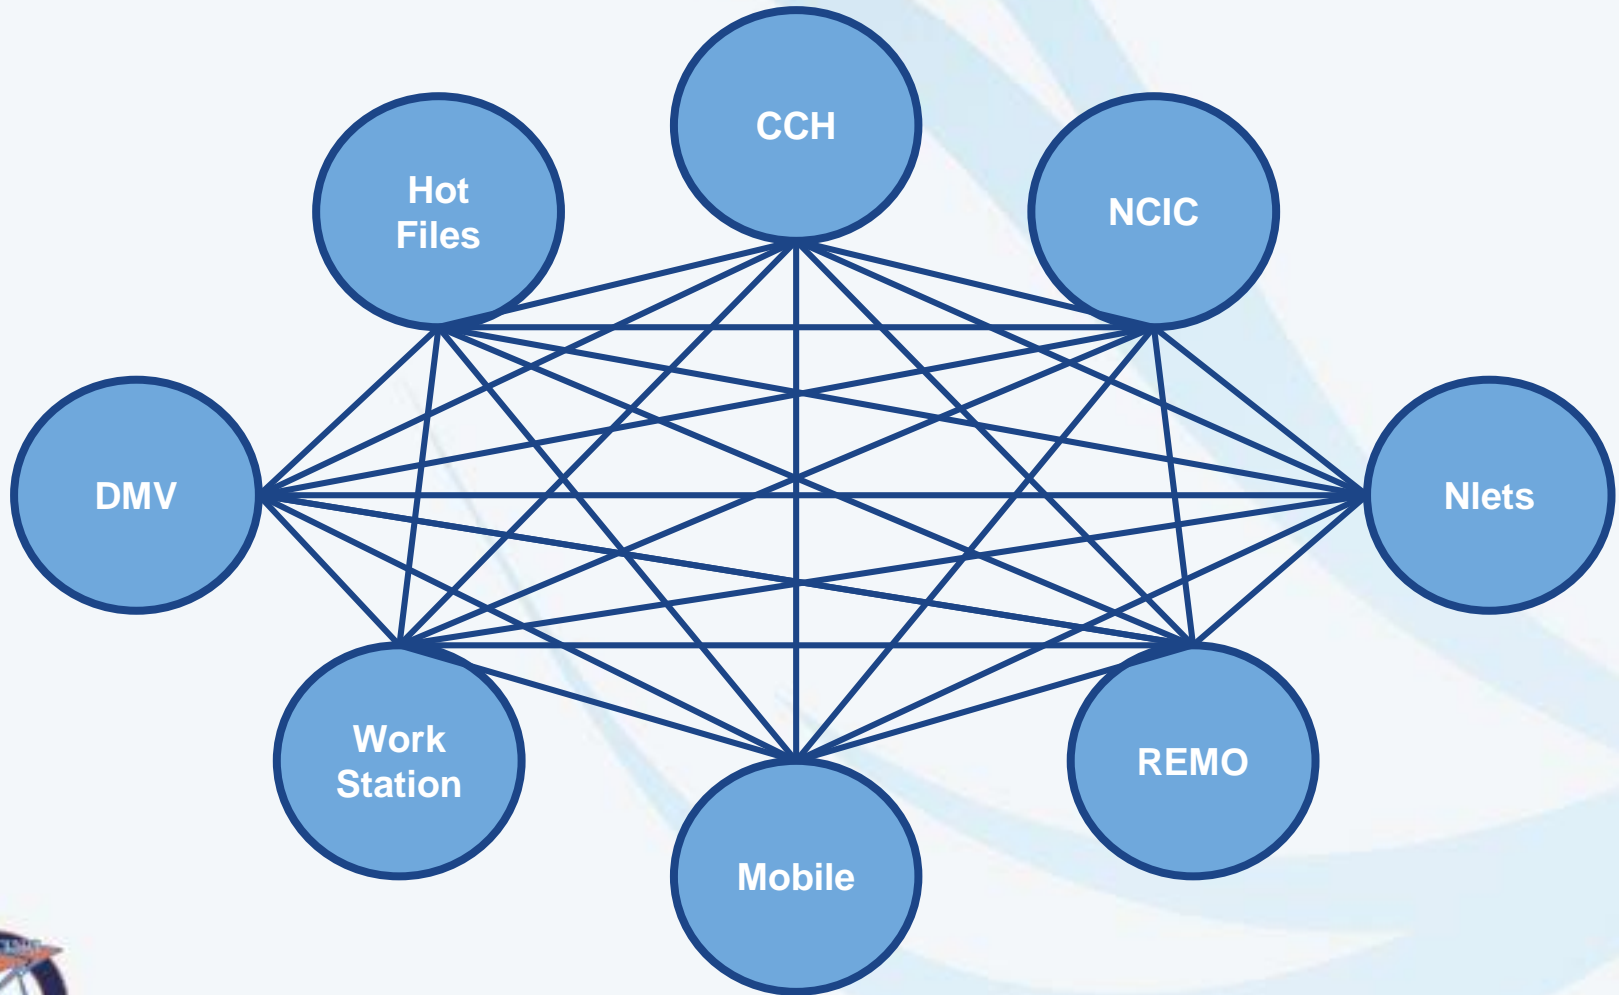 CCH
Hot
Files
NCIC
DMV
Nlets
Work
Station
REMO
Mobile